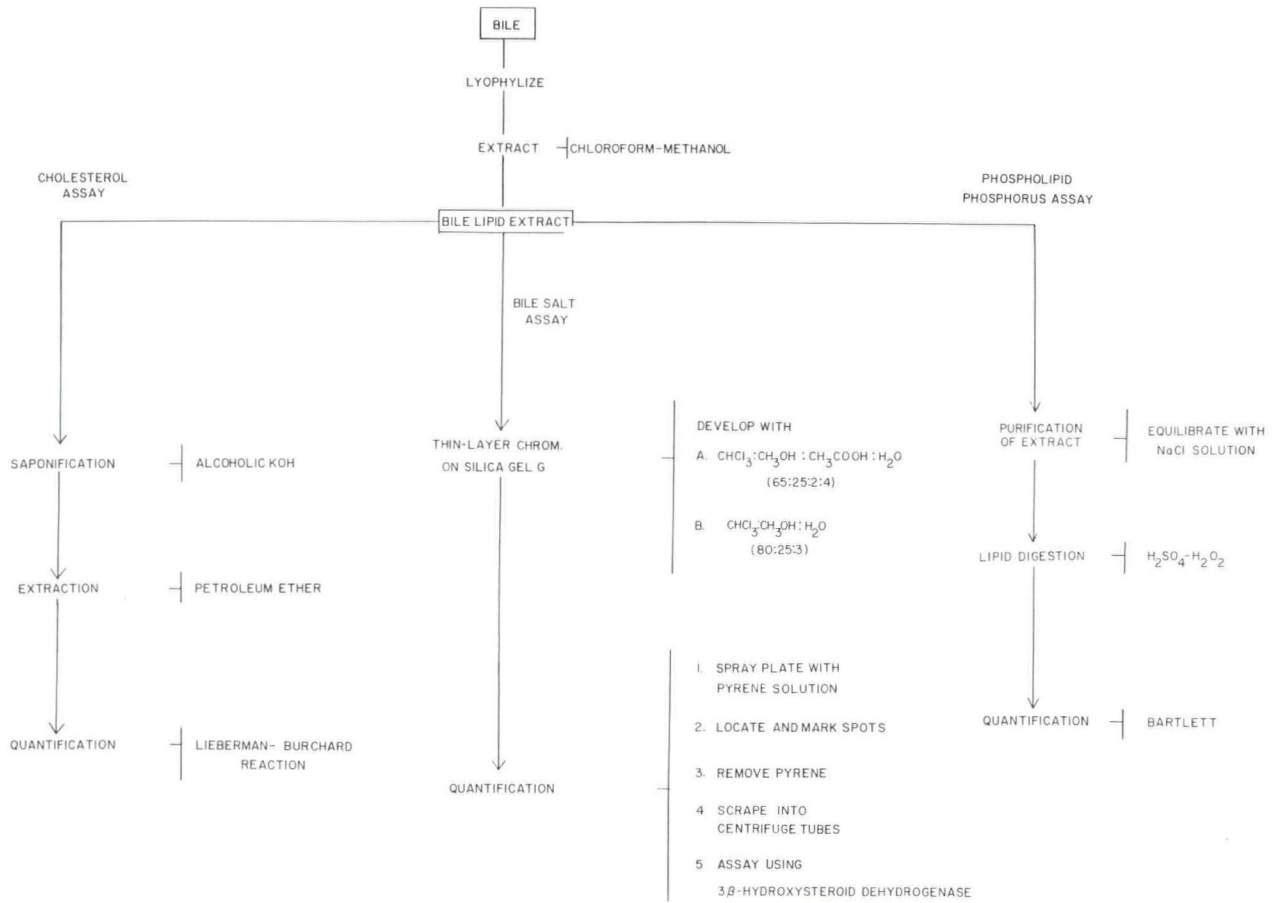 BILE
LYOPHYLIZE
EXTRACT
CHLOROFORM-METHANOL
CHOLESTEROL
ASSAY
PHOSPHOLIPID
PHOSPHORUS ASSAY
BILE LIPID EXTRACT
BILE SALT
ASSAY
SAPONIFICATION
ALCOHOLIC KOH
EXTRACTION
PETROLEUM ETHER
QUANTIFICATION
LIEBERMAN- BURCHARD
REACTION
THIN-LAYER CHROM.
ON SILICA GEL G
DEVELOP WITH
A. CHCl3:CH3OH : CH3COOH:H2O
(65:25:2:4)
B. CHCl3:CH3OH:H2O
(80:25:3)
QUANTIFICATION
1. SPRAY PLATE WITH
PYRENE SOLUTION
2. LOCATE AND MARK SPOTS
3. REMOVE PYRENE
4 SCRAPE INTO
CENTRIFUGE TUBES
5 ASSAY USING
3β-HYDROXYSTEROID DEHYDROGENASE
PURIFICATION
OF EXTRACT
EQUILIBRATE WITH
NaCl SOLUTION
LIPID DIGESTION
H2SO4-H2O2
QUANTIFICATION
BARTLETT